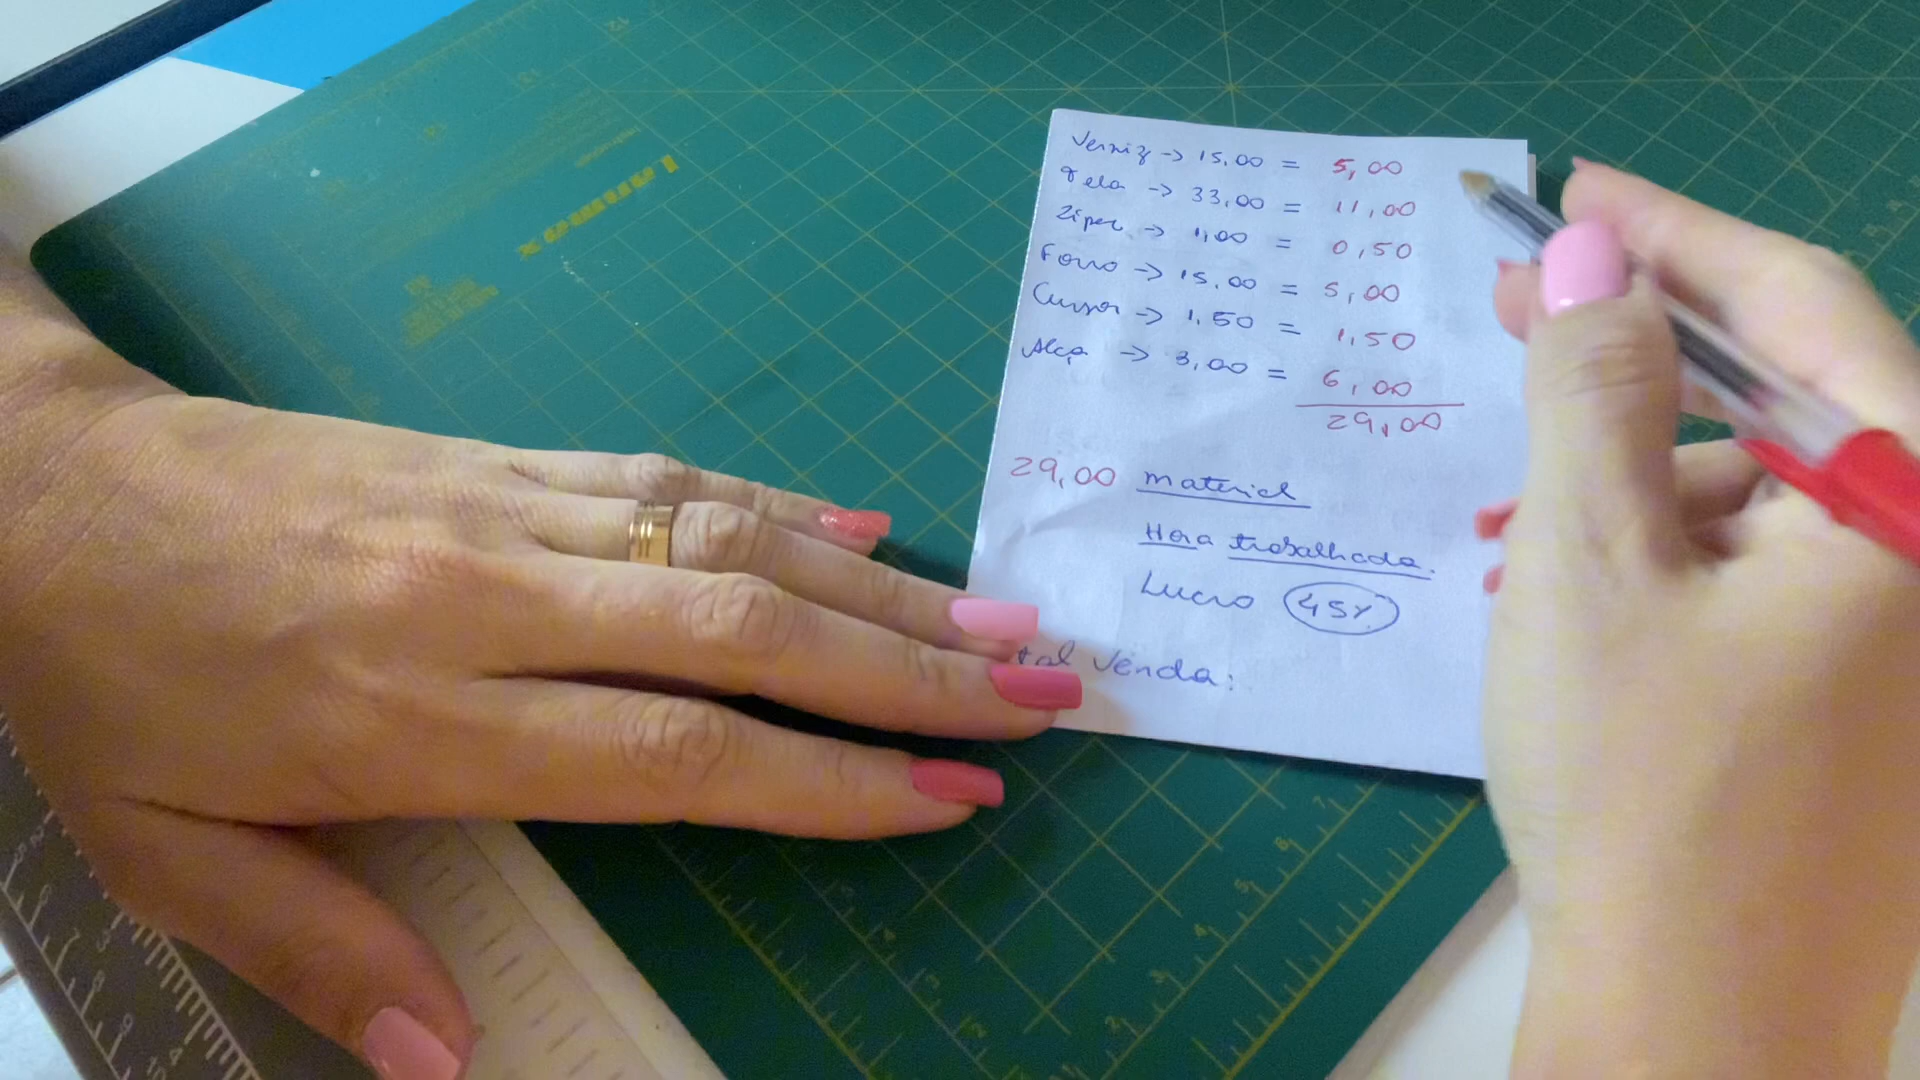 Verniz -> 15,00 = 5,00
Tela -> 33,00 = 11,00
Ziper -> 1,00 = 0,50
Forro -> 15.00 = 5,00
Cursor -> 1.50 = 1,50
Alça -> 3,00 = 6,00
29,00
29,00 material
Hora trabalhada.
Lucro 45%
tal Venda: